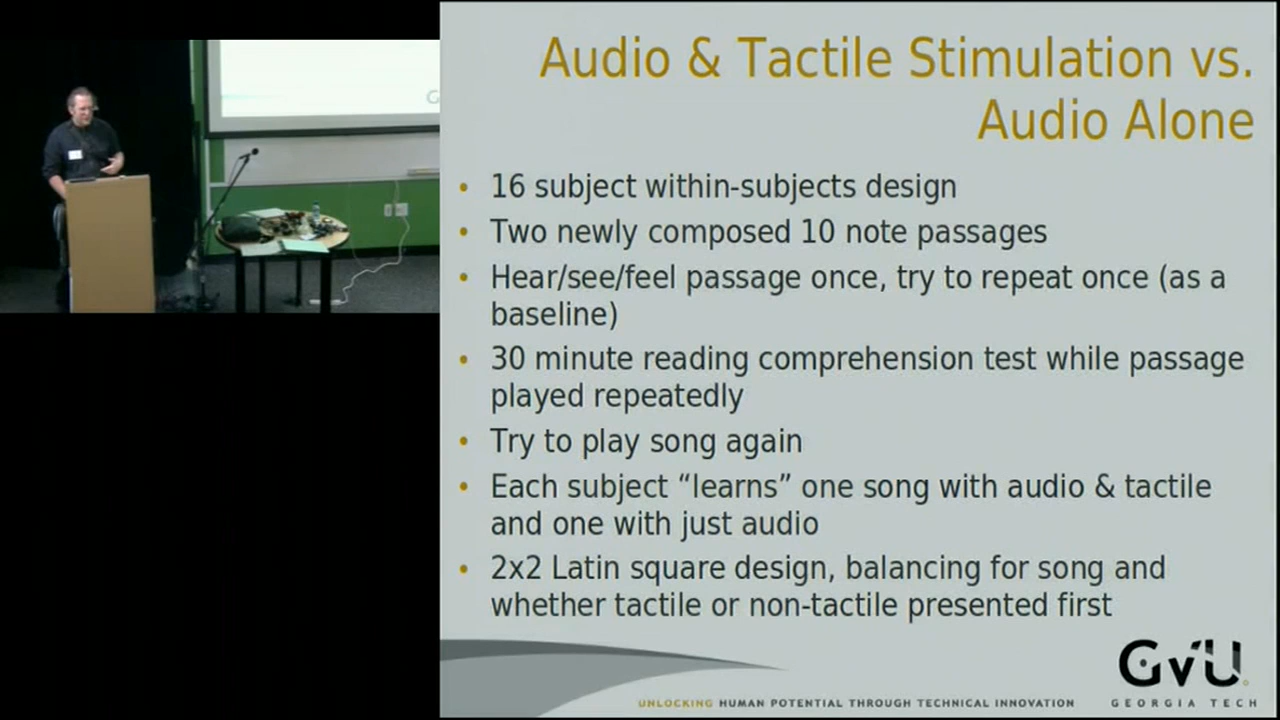 Audio & Tactile Stimulation vs.
Audio Alone
• 16 subject within-subjects design
• Two newly composed 10 note passages
• Hear/see/feel passage once, try to repeat once (as a
baseline)
• 30 minute reading comprehension test while passage
played repeatedly
• Try to play song again
• Each subject “learns” one song with audio & tactile
and one with just audio
• 2x2 Latin square design, balancing for song and
whether tactile or non-tactile presented first
GVU
UNLOCKING HUMAN POTENTIAL THROUGH TECHNICAL INNOVATION
GEORGIA TECH